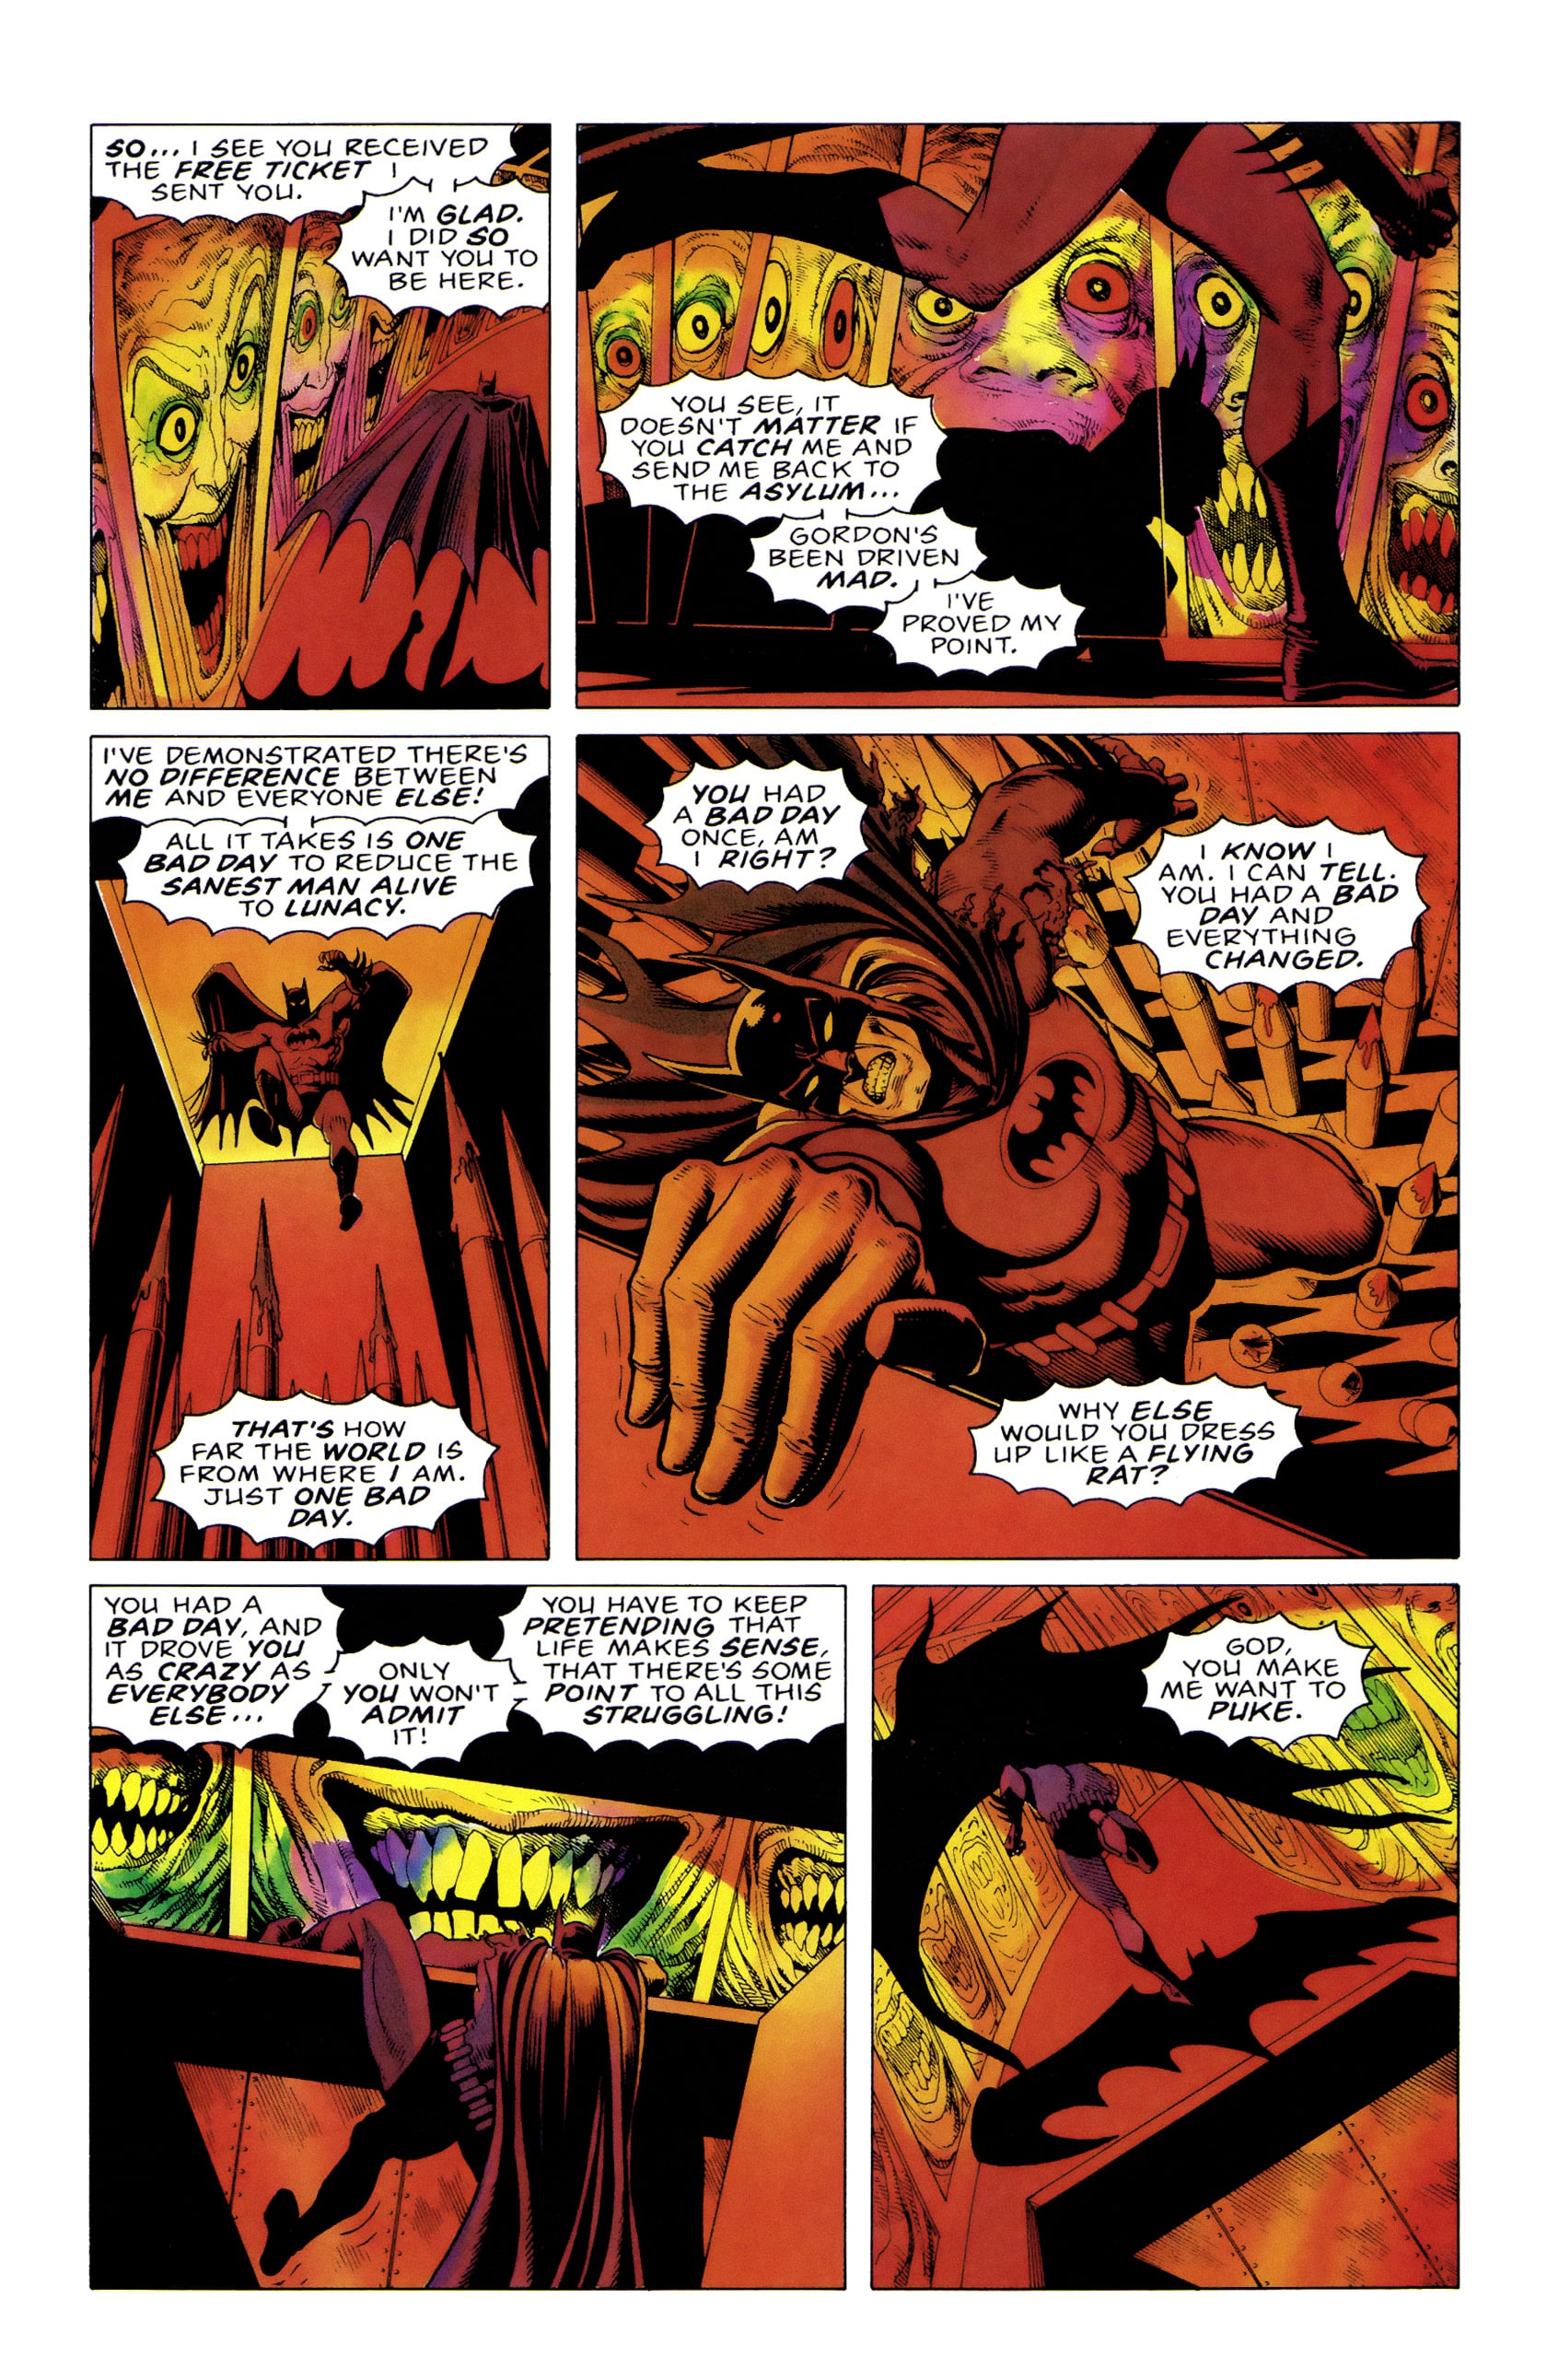 SO... I SEE YOU RECEIVED
THE FREE TICKET I
SENT YOU.
I'M GLAD.
I DID SO
WANT YOU TO
BE HERE.
YOU SEE, IT
DOESN'T MATTER IF
YOU CATCH ME AND
SEND ME BACK TO
THE ASYLUM...
GORDON'S
BEEN DRIVEN
MAD.
I'VE
PROVED MY
POINT.
I'VE DEMONSTRATED THERE'S
NO DIFFERENCE BETWEEN
ME AND EVERYONE ELSE!
ALL IT TAKES IS ONE
BAD DAY TO REDUCE THE
SANEST MAN ALIVE
TO LUNACY.
THAT'S HOW
FAR THE WORLD IS
FROM WHERE I AM.
JUST ONE BAD
DAY.
YOU HAD
A BAD DAY
ONCE, AM
I RIGHT?
I KNOW I
AM. I CAN TELL.
YOU HAD A BAD
DAY AND
EVERYTHING
CHANGED.
WHY ELSE
WOULD YOU DRESS
UP LIKE A FLYING
RAT?
YOU HAD A
BAD DAY, AND
IT DROVE YOU
AS CRAZY AS
EVERYBODY
ELSE...
ONLY
YOU WON'T
ADMIT
IT!
YOU HAVE TO KEEP
PRETENDING THAT
LIFE MAKES SENSE,
THAT THERE'S SOME
POINT TO ALL THIS
STRUGGLING!
GOD,
YOU MAKE
ME WANT TO
PUKE.